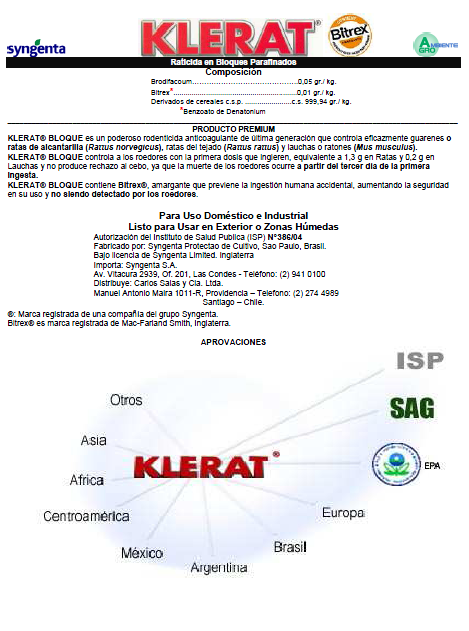 syngenta
KLERAT®
Bitrex
AGRO AMBIENTE
Raticida en Bloques Parafinados
Composición
Brodifacoum……………………………………0,05 gr./ kg.
Bitrex*……………………………………………0,01 gr./ kg.
Derivados de cereales c.s.p. ………………c.s. 999,94 gr./ kg.
*Benzoato de Denatonium
PRODUCTO PREMIUM
KLERAT® BLOQUE es un poderoso rodenticida anticoagulante de última generación que controla eficazmente guarenes o
ratas de alcantarilla (Rattus norvegicus), ratas del tejado (Rattus rattus) y lauchas o ratones (Mus musculus).
KLERAT® BLOQUE controla a los roedores con la primera dosis que ingieren, equivalente a 1,3 g en Ratas y 0,2 g en
Lauchas y no produce rechazo al cebo, ya que la muerte de los roedores ocurre a partir del tercer día de la primera
ingesta.
KLERAT® BLOQUE contiene Bitrex®, amargante que previene la ingestión humana accidental, aumentando la seguridad
en su uso y no siendo detectado por los roedores.
Para Uso Doméstico e Industrial
Listo para Usar en Exterior o Zonas Húmedas
Autorización del Instituto de Salud Publica (ISP) Nº386/04
Fabricado por: Syngenta Protectao de Cultivo, Sao Paulo, Brasil.
Bajo licencia de Syngenta Limited. Inglaterra
Importa: Syngenta S.A.
Av. Vitacura 2939, Of. 201, Las Condes - Teléfono: (2) 941 0100
Distribuye: Carlos Salas y Cia. Ltda.
Manuel Antonio Maira 1011-R, Providencia – Teléfono: (2) 274 4989
Santiago – Chile.
®: Marca registrada de una compañía del grupo Syngenta.
Bitrex® es marca registrada de Mac-Farland Smith, Inglaterra.
APROVACIONES
ISP
Otros
SAG
Asia
KLERAT®
EPA
Africa
Centroamérica
Europa
México
Brasil
Argentina